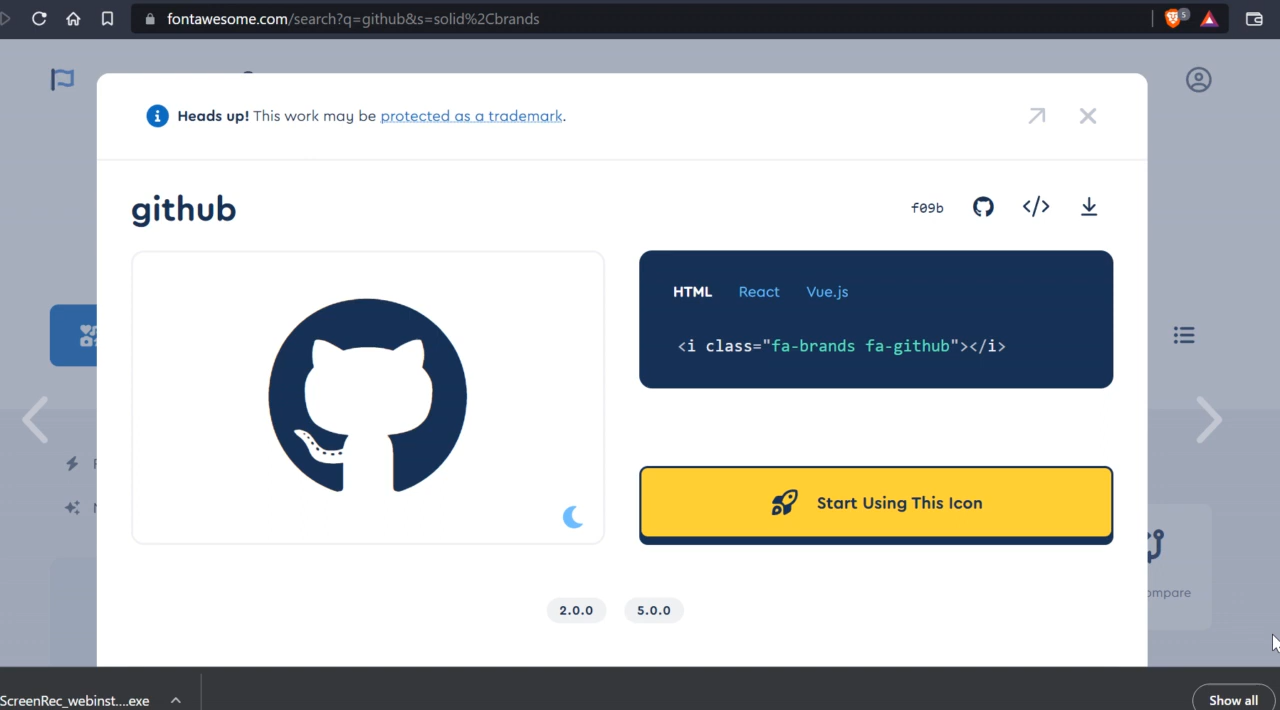 fontawesome.com/search?q=github&s=solid%2Cbrands
5
Heads up! This work may be protected as a trademark.
github
f09b
HTML React Vue.js
<i class="fa-brands fa-github"></i>
Start Using This Icon
ompare
2.0.0 5.0.0
ScreenRec_webinst....exe
Show all